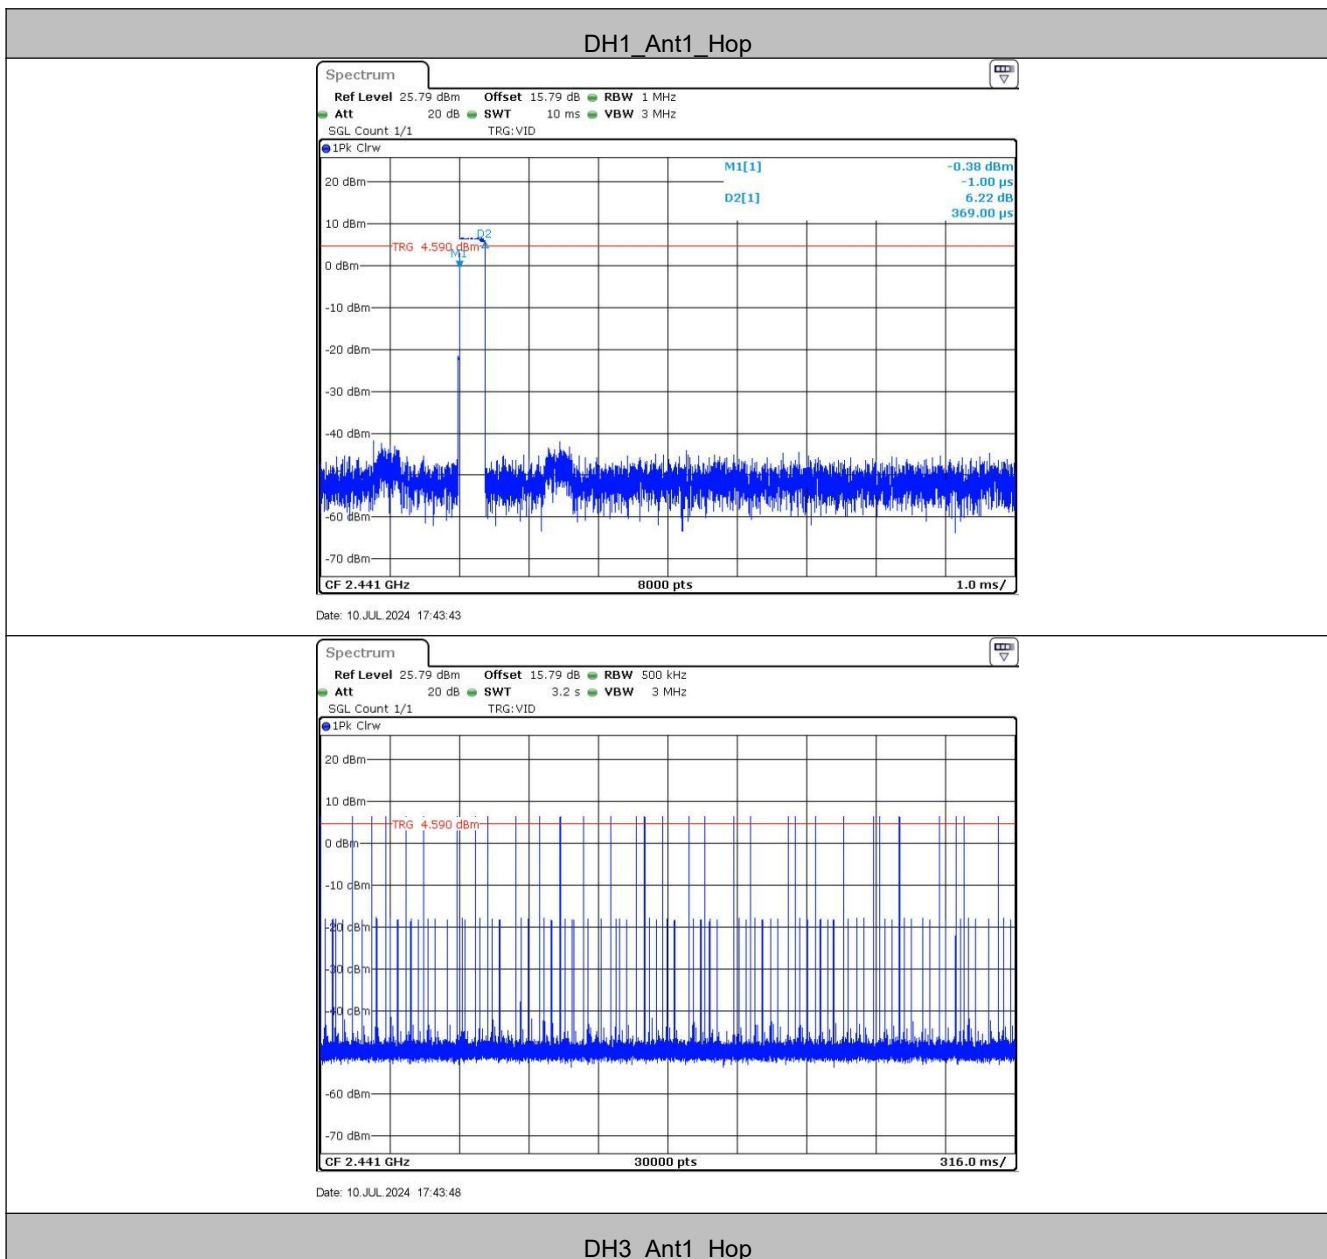 DH1_Ant1_Hop
Spectrum
Ref Level 25.79 dBm Offset 15.79 dB RBW 1 MHz
Att 20 dB SWT 10 ms VBW 3 MHz
SGL Count 1/1 TRG:VID
1Pk Clrw
M1[1] -0.38 dBm
-1.00 µs
D2[1] 6.22 dB
369.00 µs
20 dBm
10 dBm
D2
TRG 4.590 dBm
M1
0 dBm
-10 dBm
-20 dBm
-30 dBm
-40 dBm
-60 dBm
-70 dBm
CF 2.441 GHz 8000 pts 1.0 ms/
Date: 10.JUL.2024 17:43:43
Spectrum
Ref Level 25.79 dBm Offset 15.79 dB RBW 500 kHz
Att 20 dB SWT 3.2 s VBW 3 MHz
SGL Count 1/1 TRG:VID
1Pk Clrw
20 dBm
10 dBm
TRG 4.590 dBm
0 dBm
-10 dBm
-20 dBm
-30 dBm
-40 dBm
-60 dBm
-70 dBm
CF 2.441 GHz 30000 pts 316.0 ms/
Date: 10.JUL.2024 17:43:48
DH3_Ant1_Hop